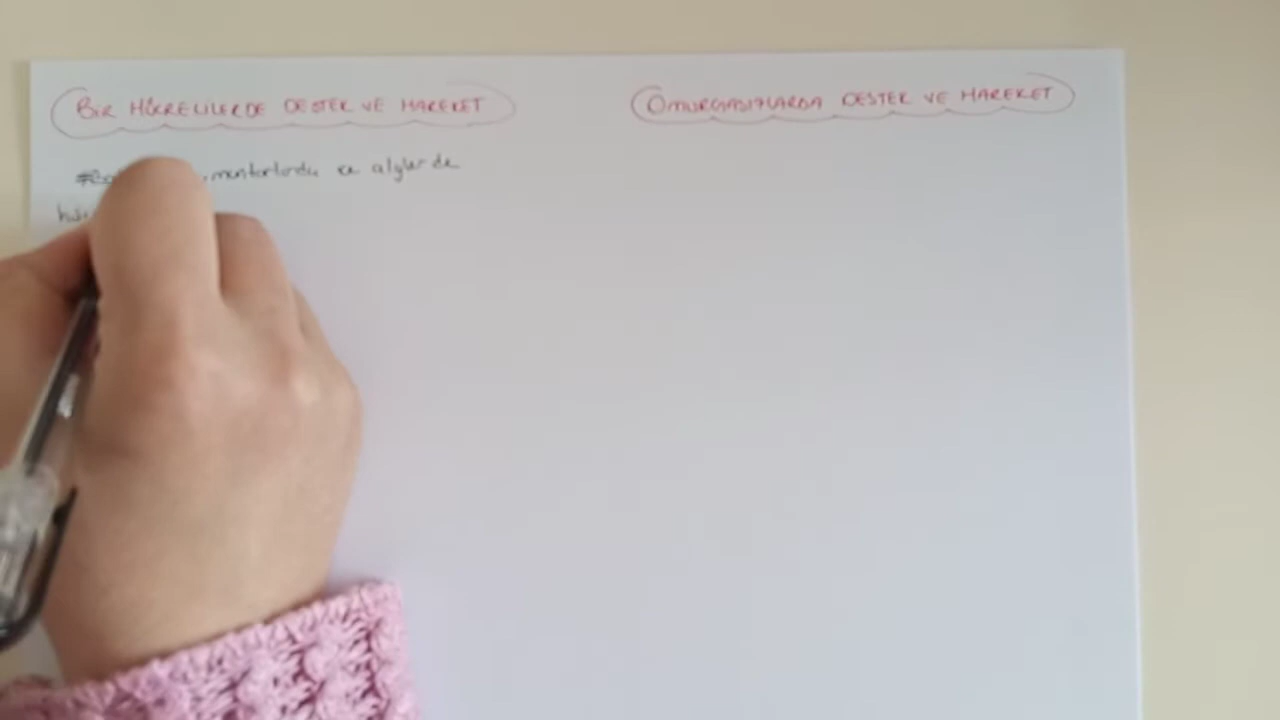 BİR HÜCRELİLERDE DESTEK VE HAREKET
OMURGASIZLARDA DESTEK VE HAREKET
mantarlarda ve alglerde